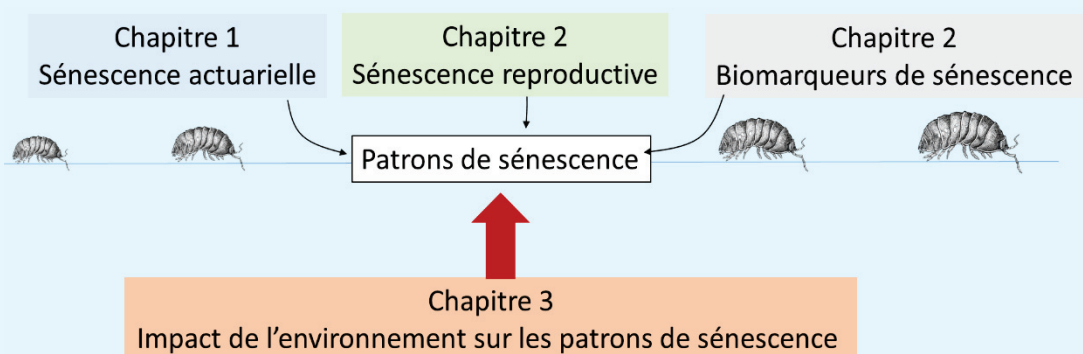 Chapitre 1
Sénescence actuarielle
Chapitre 2
Sénescence reproductive
Chapitre 2
Biomarqueurs de sénescence
Patrons de sénescence
Chapitre 3
Impact de l’environnement sur les patrons de sénescence